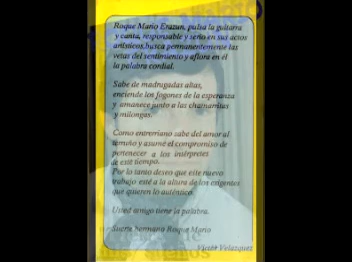 Roque Mario Erazun, pulsa la guitarra
y canta, responsable y serio en sus actos
artísticos, busca permanentemente las
vetas del sentimiento y aflora en él
la palabra cordial.
Sabe de madrugadas altas,
enciende los fogones de la esperanza
y amanece junto a las chamarritas
y milongas.
Como entrerriano sabe del amor al
terruño y asume el compromiso de
pertenecer a los intérpretes
de este tiempo.
Por lo tanto deseo que este nuevo
trabajo esté a la altura de los exigentes
que quieren lo auténtico.
Usted amigo tiene la palabra.
Suerte hermano Roque Mario
Víctor Velazquez